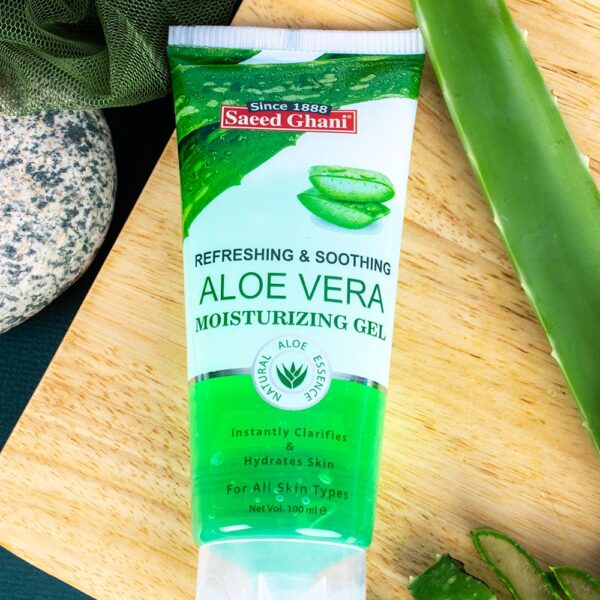 Since 1888
Saeed Ghani®
REFRESHING & SOOTHING
ALOE VERA
MOISTURIZING GEL
NATURAL ALOE ESSENCE
Instantly Clarifies
&
Hydrates Skin
For All Skin Types
Net Vol. 100 ml ℮